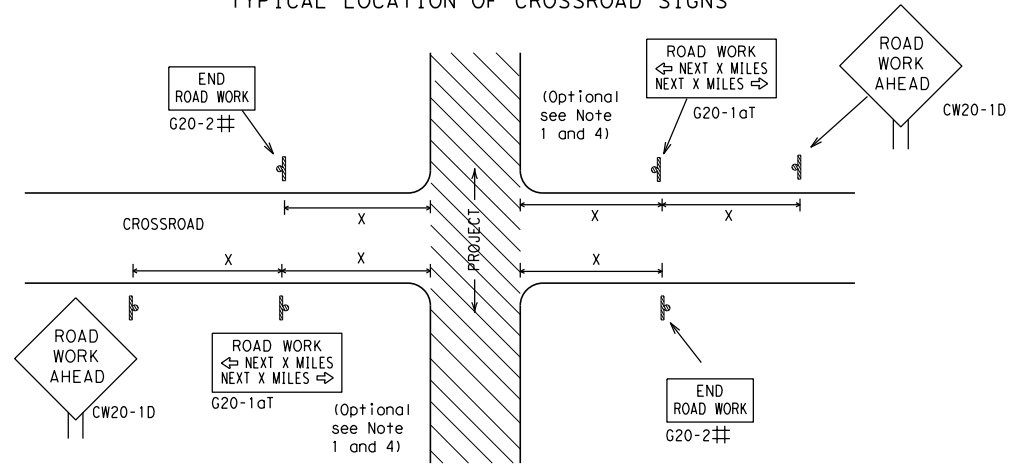 TYPICAL LOCATION OF CROSSROAD SIGNS
END
ROAD WORK
G20-2#
ROAD WORK
⇦ NEXT X MILES
NEXT X MILES ⇨
G20-1aT
(Optional
see Note
1 and 4)
ROAD
WORK
AHEAD
CW20-1D
X
X
X
CROSSROAD
PROJECT
X
X
X
ROAD
WORK
AHEAD
CW20-1D
ROAD WORK
⇦ NEXT X MILES
NEXT X MILES ⇨
G20-1aT
(Optional
see Note
1 and 4)
END
ROAD WORK
G20-2#